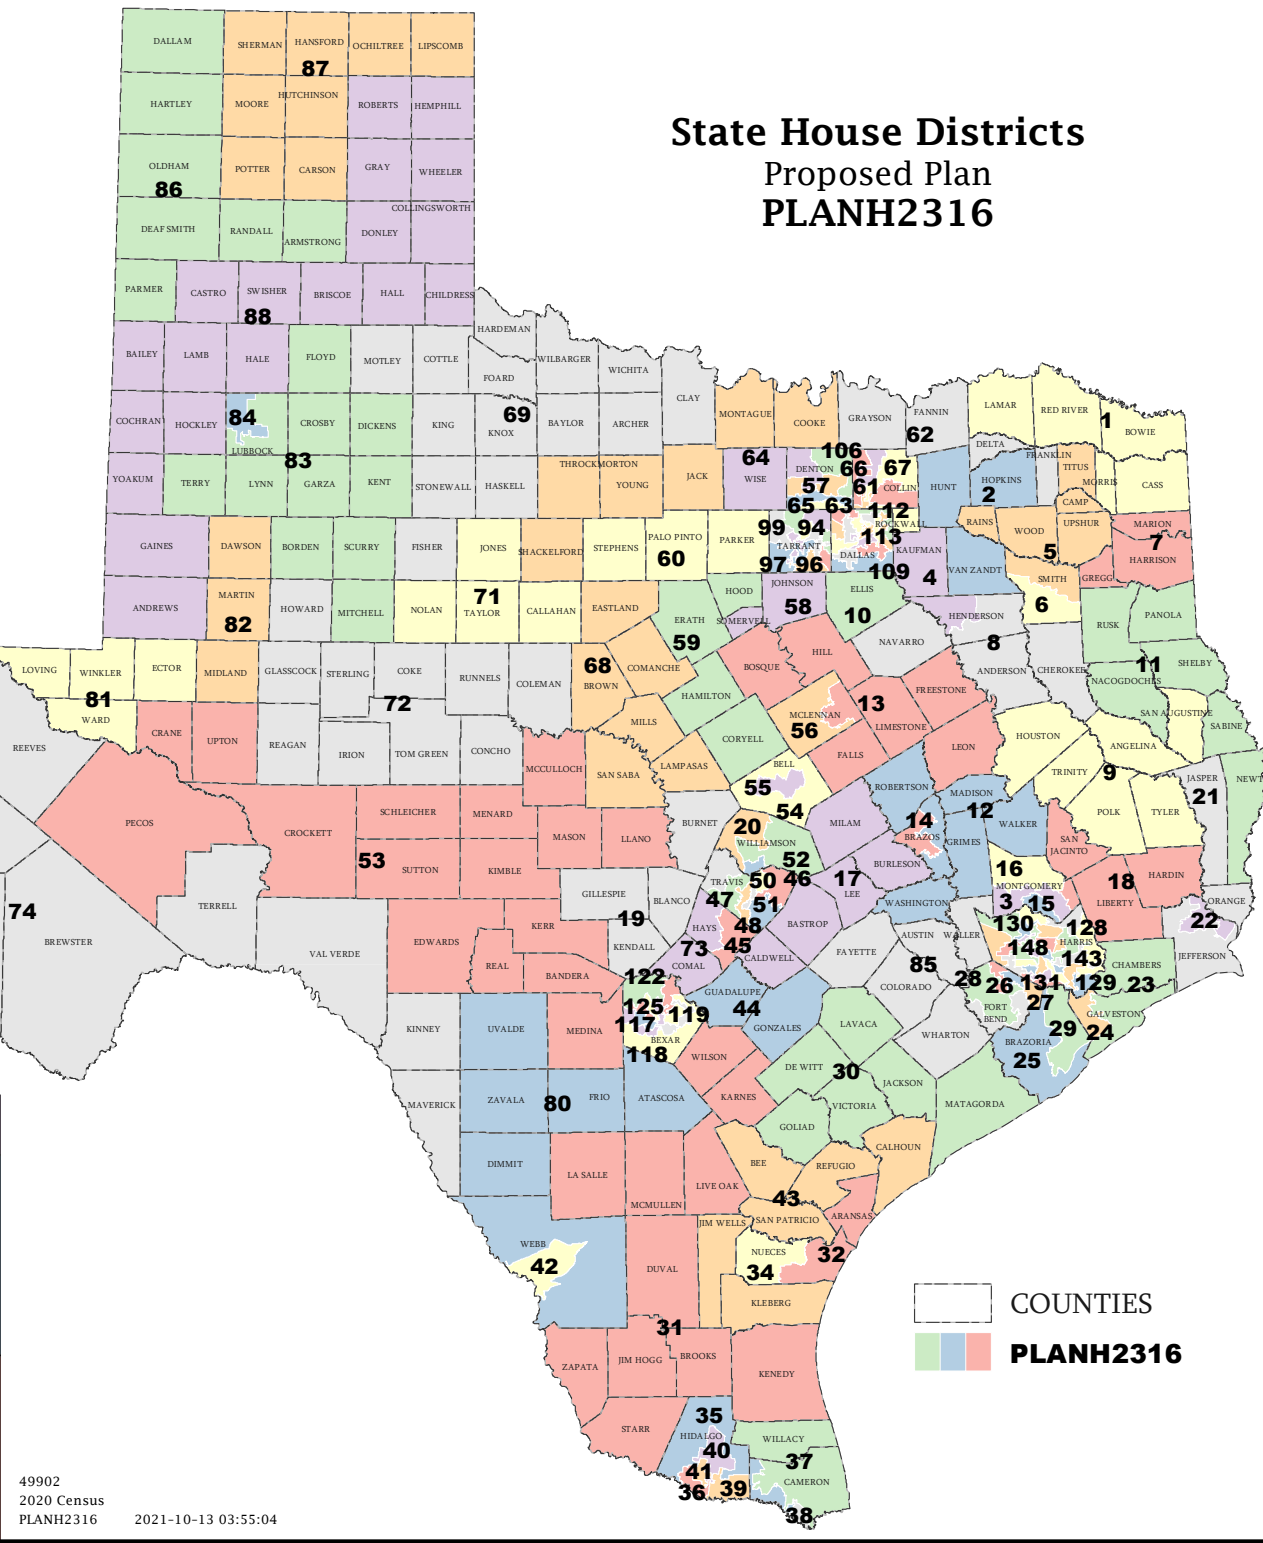 State House Districts
Proposed Plan
PLANH2316
DALLAM
SHERMAN
HANSFORD
OCHILTREE
LIPSCOMB
87
HARTLEY
MOORE
HUTCHINSON
ROBERTS
HEMPHILL
OLDHAM
86
POTTER
CARSON
GRAY
WHEELER
COLLINGSWORTH
DEAF SMITH
RANDALL
ARMSTRONG
DONLEY
PARMER
CASTRO
SWISHER
BRISCOE
HALL
CHILDRESS
88
HARDEMAN
BAILEY
LAMB
HALE
FLOYD
MOTLEY
COTTLE
FOARD
WILBARGER
WICHITA
CLAY
COCHRAN
HOCKLEY
84
LUBBOCK
CROSBY
DICKENS
KING
KNOX
69
BAYLOR
ARCHER
MONTAGUE
COOKE
GRAYSON
FANNIN
62
LAMAR
RED RIVER
1
BOWIE
83
YOAKUM
TERRY
LYNN
GARZA
KENT
STONEWALL
HASKELL
THROCKMORTON
YOUNG
JACK
64
WISE
DENTON
106
66
67
57
61
COLLIN
65
63
112
ROCKWALL
HUNT
DELTA
HOPKINS
2
FRANKLIN
TITUS
MORRIS
CAMP
CASS
GAINES
DAWSON
BORDEN
SCURRY
FISHER
JONES
SHACKELFORD
STEPHENS
PALO PINTO
60
PARKER
99
94
TARRANT
97
96
113
DALLAS
109
KAUFMAN
4
RAINS
WOOD
5
UPSHUR
MARION
7
HARRISON
VAN ZANDT
SMITH
6
GREGG
ANDREWS
MARTIN
82
HOWARD
MITCHELL
NOLAN
71
TAYLOR
CALLAHAN
EASTLAND
ERATH
59
HOOD
SOMERVELL
JOHNSON
58
ELLIS
10
HENDERSON
8
NAVARRO
RUSK
PANOLA
LOVING
WINKLER
ECTOR
MIDLAND
GLASSCOCK
STERLING
COKE
RUNNELS
COLEMAN
68
BROWN
COMANCHE
HAMILTON
BOSQUE
HILL
ANDERSON
CHEROKEE
11
NACOGDOCHES
SHELBY
81
WARD
72
MILLS
MCLENNAN
56
13
LIMESTONE
FREESTONE
SAN AUGUSTINE
SABINE
REEVES
CRANE
UPTON
REAGAN
IRION
TOM GREEN
CONCHO
MCCULLOCH
SAN SABA
LAMPASAS
CORYELL
FALLS
LEON
HOUSTON
ANGELINA
BELL
55
54
TRINITY
9
JASPER
21
NEWT
PECOS
CROCKETT
SCHLEICHER
MENARD
MASON
LLANO
BURNET
20
WILLIAMSON
52
MILAM
ROBERTSON
14
BRAZOS
MADISON
12
WALKER
GRIMES
POLK
TYLER
SAN
JACINTO
53
SUTTON
KIMBLE
BURLESON
17
LEE
16
MONTGOMERY
18
LIBERTY
HARDIN
74
BREWSTER
TERRELL
VAL VERDE
EDWARDS
GILLESPIE
19
BLANCO
TRAVIS
50
46
47
51
48
45
HAYS
73
BASTROP
WASHINGTON
3
15
ORANGE
22
JEFFERSON
KERR
REAL
BANDERA
KENDALL
COMAL
CALDWELL
FAYETTE
AUSTIN
WALLER
130
128
148
HARRIS
143
CHAMBERS
23
85
COLORADO
28
26
131
129
27
FORT
BEND
GALVESTON
24
29
KINNEY
UVALDE
MEDINA
122
125
117
119
BEXAR
118
GUADALUPE
44
GONZALES
LAVACA
WHARTON
BRAZORIA
25
WILSON
DE WITT
30
JACKSON
MAVERICK
ZAVALA
80
FRIO
ATASCOSA
KARNES
VICTORIA
MATAGORDA
GOLIAD
DIMMIT
LA SALLE
MCMULLEN
LIVE OAK
BEE
REFUGIO
CALHOUN
43
SAN PATRICIO
ARANSAS
WEBB
42
DUVAL
JIM WELLS
NUECES
34
32
KLEBERG
31
ZAPATA
JIM HOGG
BROOKS
KENEDY
STARR
35
HIDALGO
40
41
36
39
WILLACY
37
CAMERON
38
COUNTIES
PLANH2316
49902
2020 Census
PLANH2316 2021-10-13 03:55:04